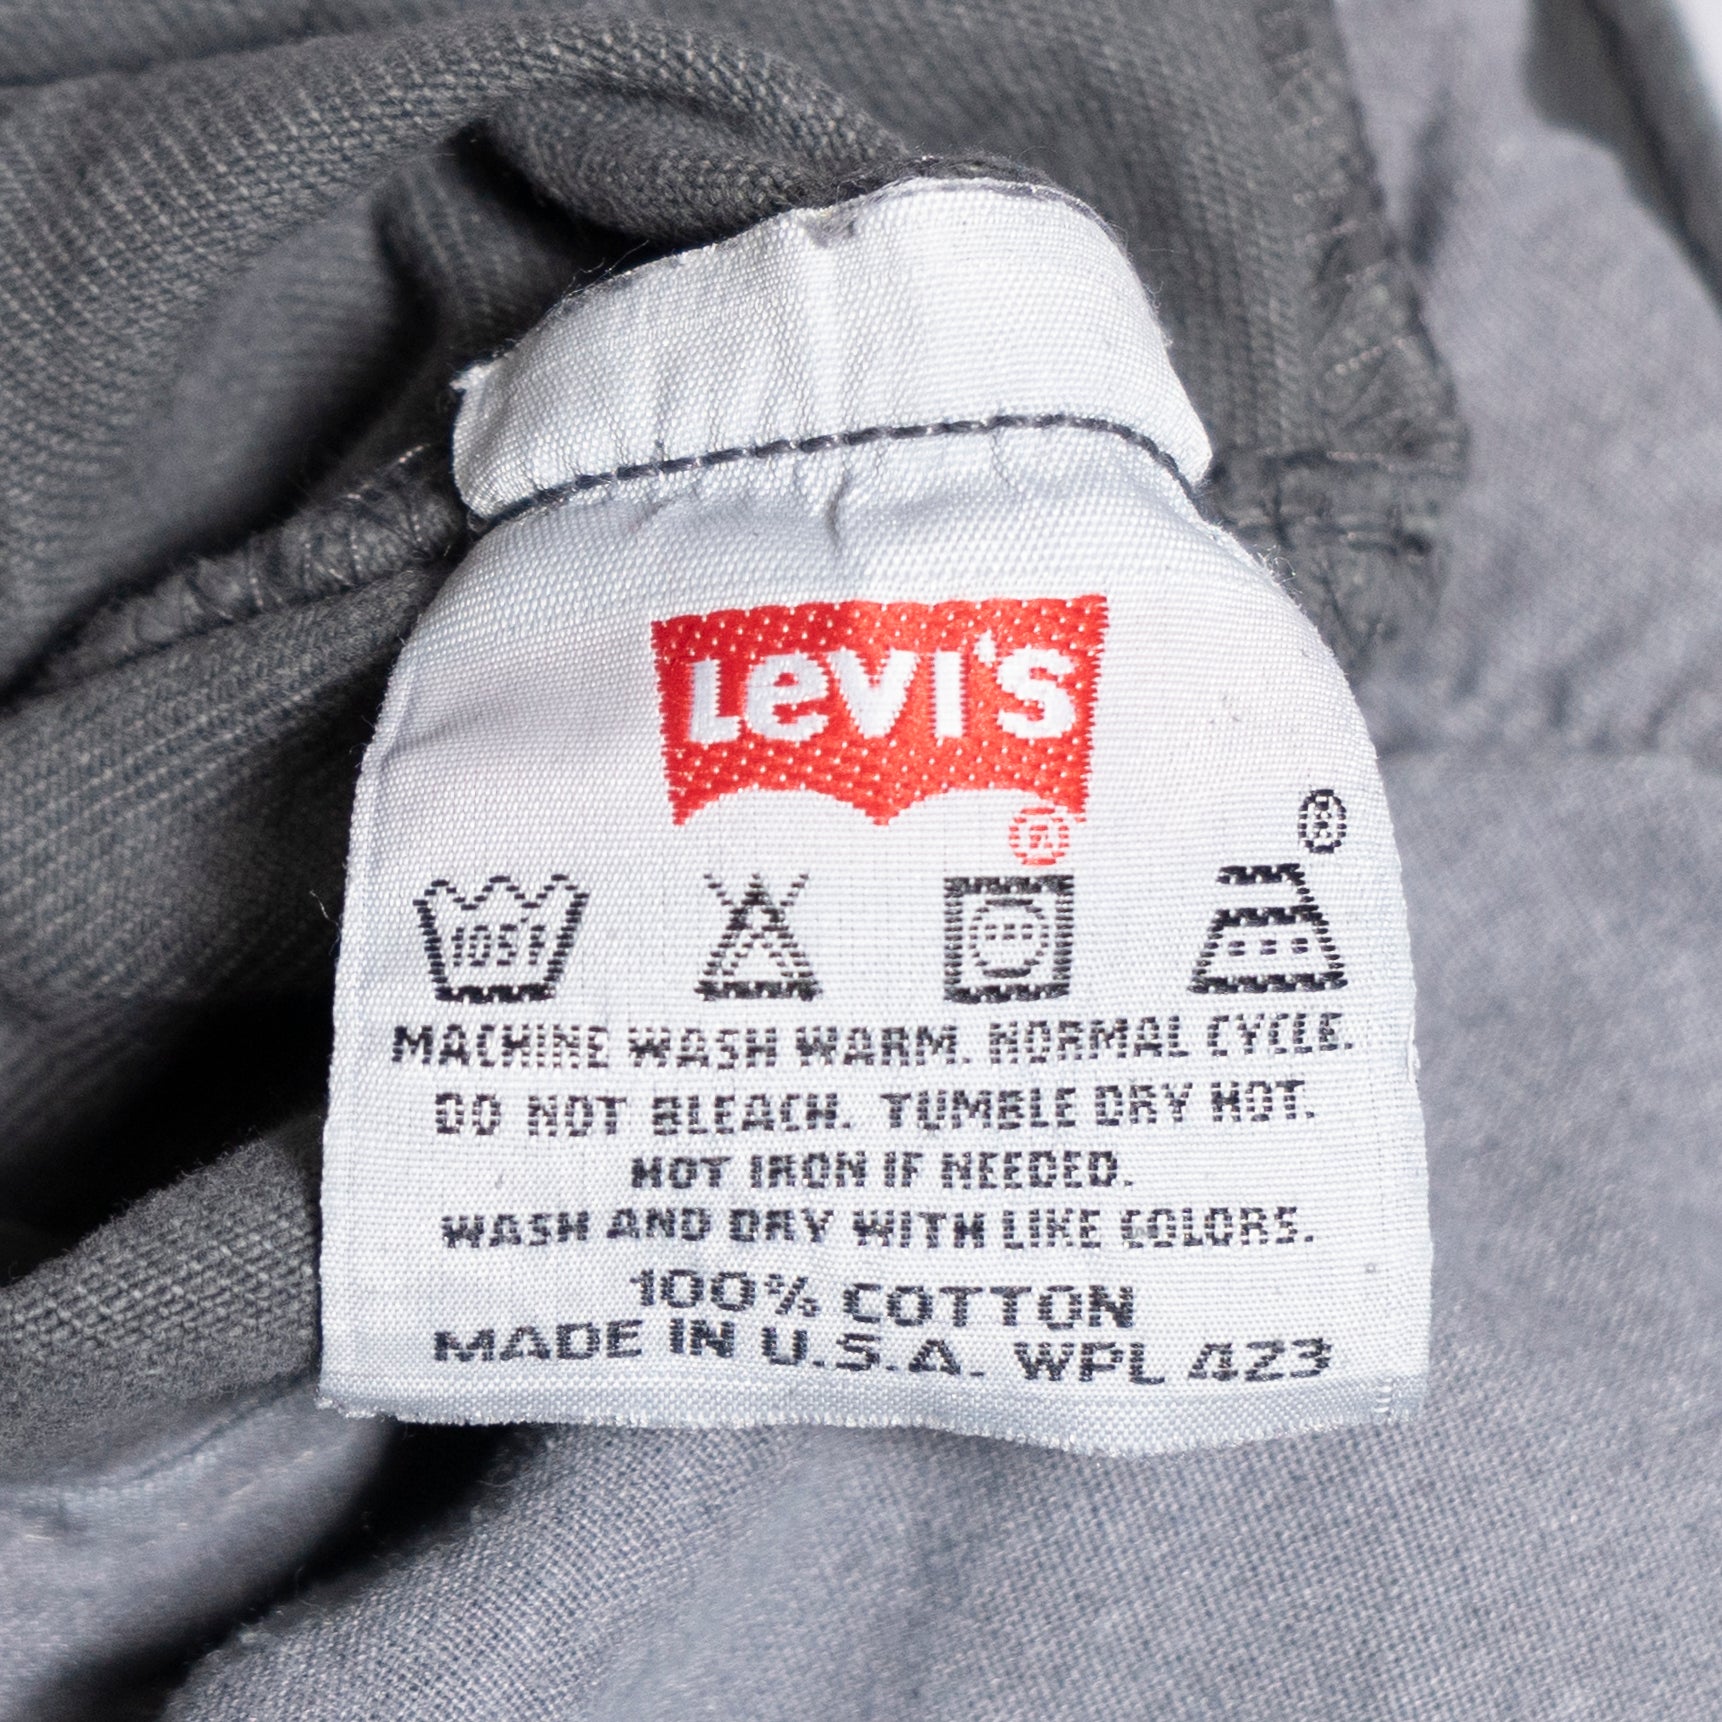 LEVI'S
®
®
105F
MACHINE WASH WARM. NORMAL CYCLE.
DO NOT BLEACH. TUMBLE DRY HOT.
HOT IRON IF NEEDED.
WASH AND DRY WITH LIKE COLORS.
100% COTTON
MADE IN U.S.A. WPL 423